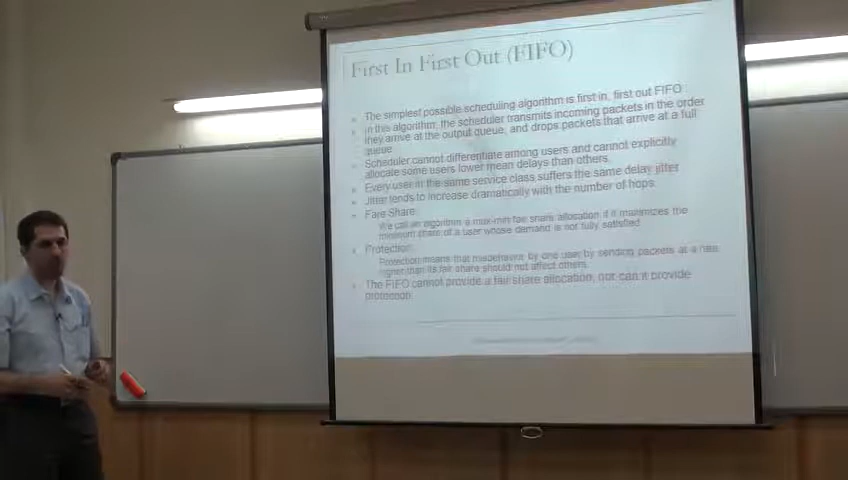 First In First Out (FIFO)
The simplest possible scheduling algorithm is first in, first out FIFO
In this algorithm, the scheduler transmits incoming packets in the order
they arrive at the output queue, and drops packets that arrive at a full
queue
Scheduler cannot differentiate among users and cannot explicitly
allocate some users lower mean delays than others.
Every user in the same service class suffers the same delay jitter
Jitter tends to increase dramatically with the number of hops.
Fare Share:
We call an algorithm a max-min fair share allocation if it maximizes the
minimum share of a user whose demand is not fully satisfied
Protection:
Protection means that misbehavior by one user by sending packets at a rate
higher than its fair share should not affect others.
The FIFO cannot provide a fair share allocation, nor can it provide
protection.